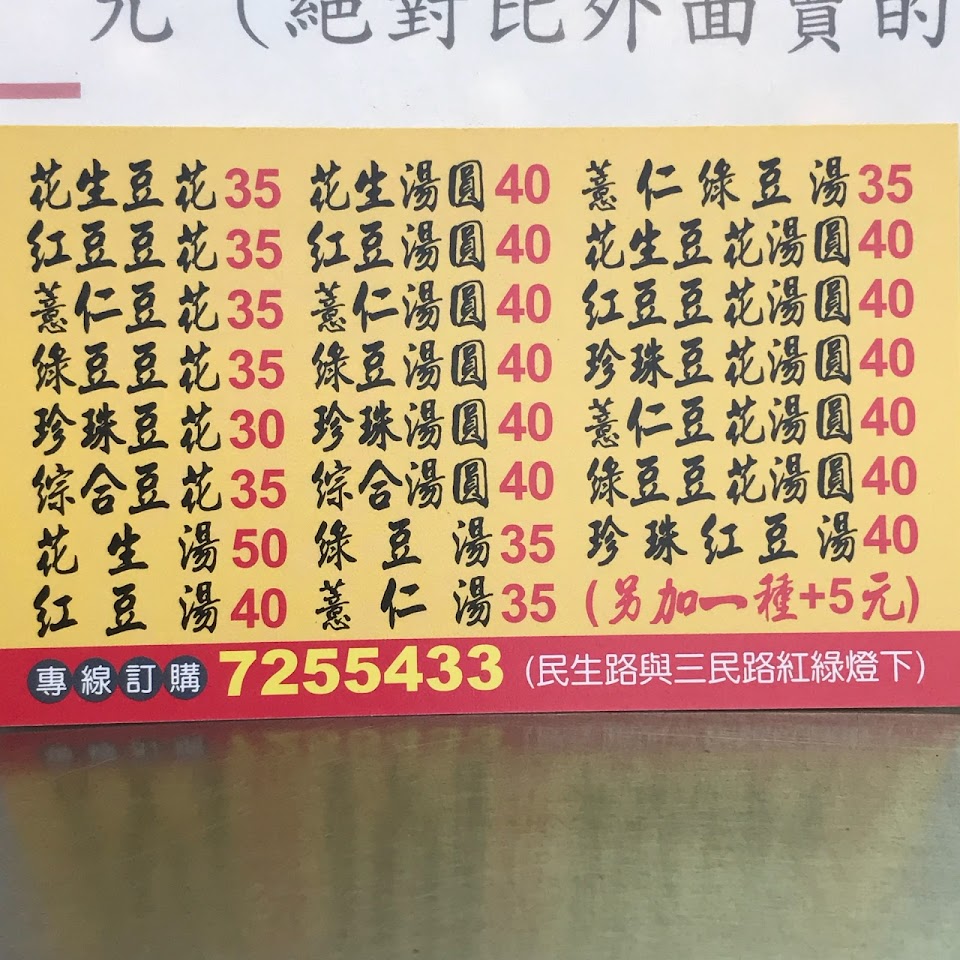 元（絕對比外面賣的
花生豆花35 花生湯圓40 薏仁綠豆湯35
紅豆豆花35 紅豆湯圓40 花生豆花湯圓40
薏仁豆花35 薏仁湯圓40 紅豆豆花湯圓40
綠豆豆花35 綠豆湯圓40 珍珠豆花湯圓40
珍珠豆花30 珍珠湯圓40 薏仁豆花湯圓40
綜合豆花35 綜合湯圓40 綠豆豆花湯圓40
花生湯50 綠豆湯35 珍珠紅豆湯40
紅豆湯40 薏仁湯35 (另加一種+5元)
專線訂購 7255433 (民生路與三民路紅綠燈下)